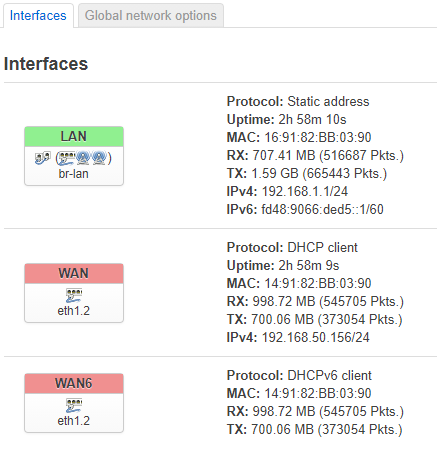 Interfaces
Global network options
Interfaces
LAN
br-lan
Protocol: Static address
Uptime: 2h 58m 10s
MAC: 16:91:82:BB:03:90
RX: 707.41 MB (516687 Pkts.)
TX: 1.59 GB (665443 Pkts.)
IPv4: 192.168.1.1/24
IPv6: fd48:9066:ded5::1/60
WAN
eth1.2
Protocol: DHCP client
Uptime: 2h 58m 9s
MAC: 14:91:82:BB:03:90
RX: 998.72 MB (545705 Pkts.)
TX: 700.06 MB (373054 Pkts.)
IPv4: 192.168.50.156/24
WAN6
eth1.2
Protocol: DHCPv6 client
MAC: 14:91:82:BB:03:90
RX: 998.72 MB (545705 Pkts.)
TX: 700.06 MB (373054 Pkts.)